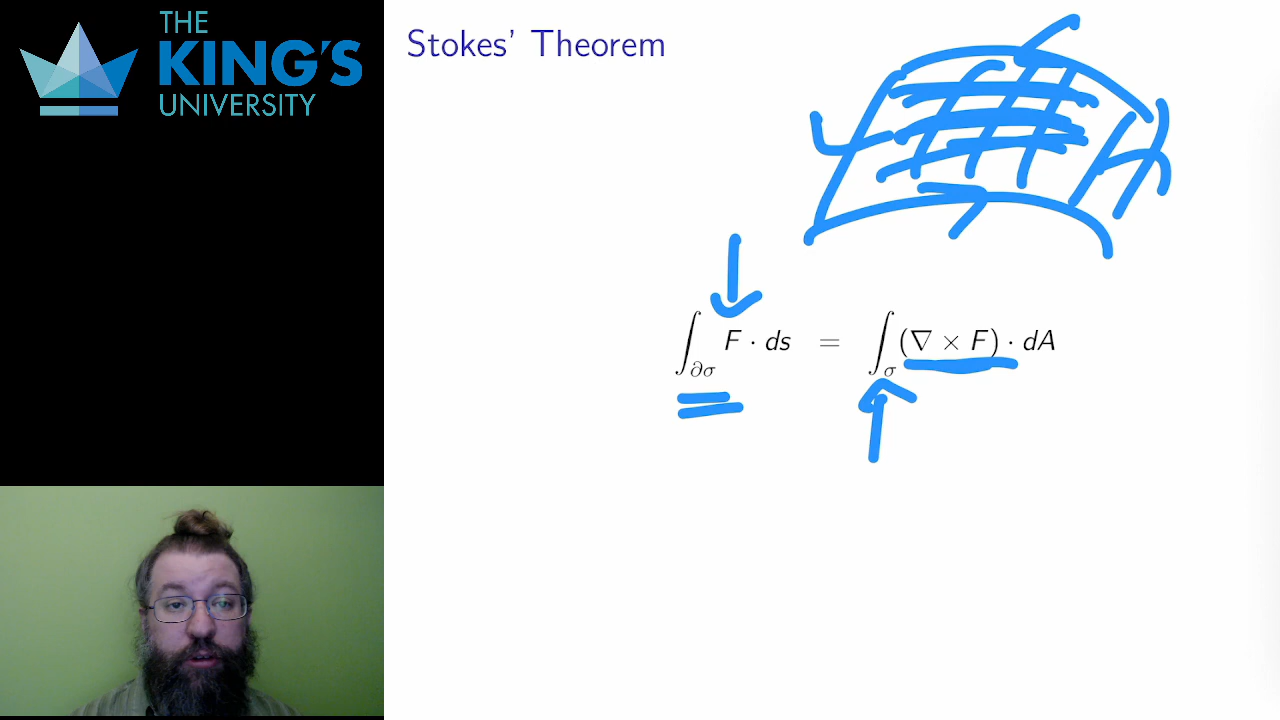 THE
KING'S
UNIVERSITY
Stokes' Theorem
∫_{∂σ} F · ds = ∫_σ (∇ × F) · dA